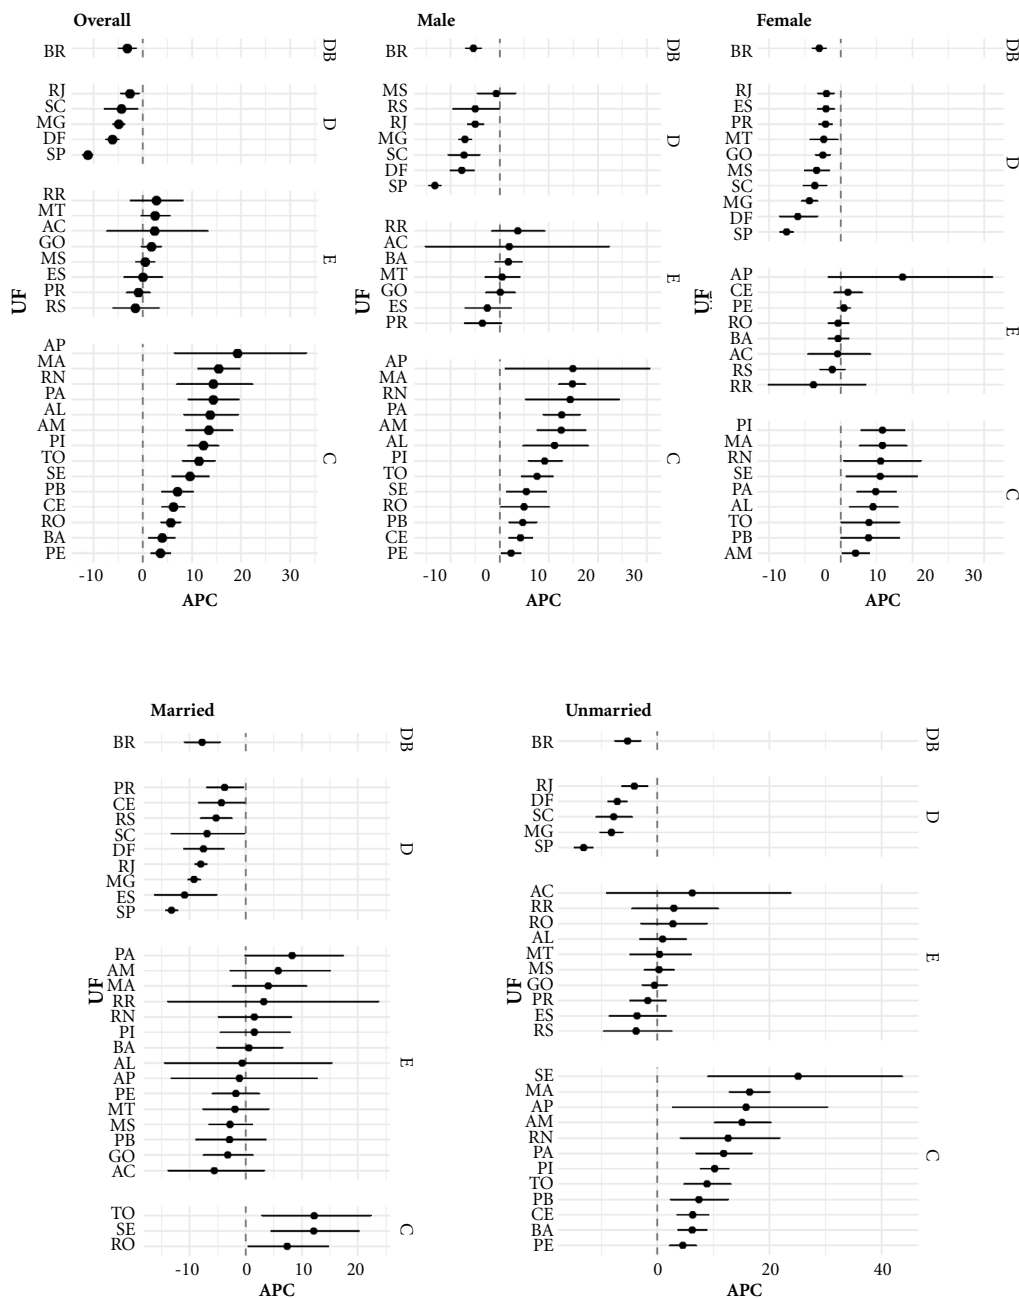 Overall
BR
DB
RJ
SC
MG
DF
SP
D
RR
MT
AC
GO
MS
ES
PR
RS
E
UF
AP
MA
RN
PA
AL
AM
PI
TO
SE
PB
CE
RO
BA
PE
C
-10 0 10 20 30
APC
Male
BR
DB
MS
RS
RJ
MG
SC
DF
SP
D
RR
AC
BA
MT
GO
ES
PR
E
UF
AP
MA
RN
PA
AM
AL
PI
TO
SE
RO
PB
CE
PE
C
-10 0 10 20 30
APC
Female
BR
DB
RJ
ES
PR
MT
GO
MS
SC
MG
DF
SP
D
AP
CE
PE
RO
BA
AC
RS
RR
E
UF
PI
MA
RN
SE
PA
AL
TO
PB
AM
C
-10 0 10 20 30
APC
Married
BR
DB
PR
CE
RS
SC
DF
RJ
MG
ES
SP
D
PA
AM
MA
RR
RN
PI
BA
AL
AP
PE
MT
MS
PB
GO
AC
E
UF
TO
SE
RO
C
-10 0 10 20
APC
Unmarried
BR
DB
RJ
DF
SC
MG
SP
D
AC
RR
RO
AL
MT
MS
GO
PR
ES
RS
E
UF
SE
MA
AP
AM
RN
PA
PI
TO
PB
CE
BA
PE
C
0 20 40
APC